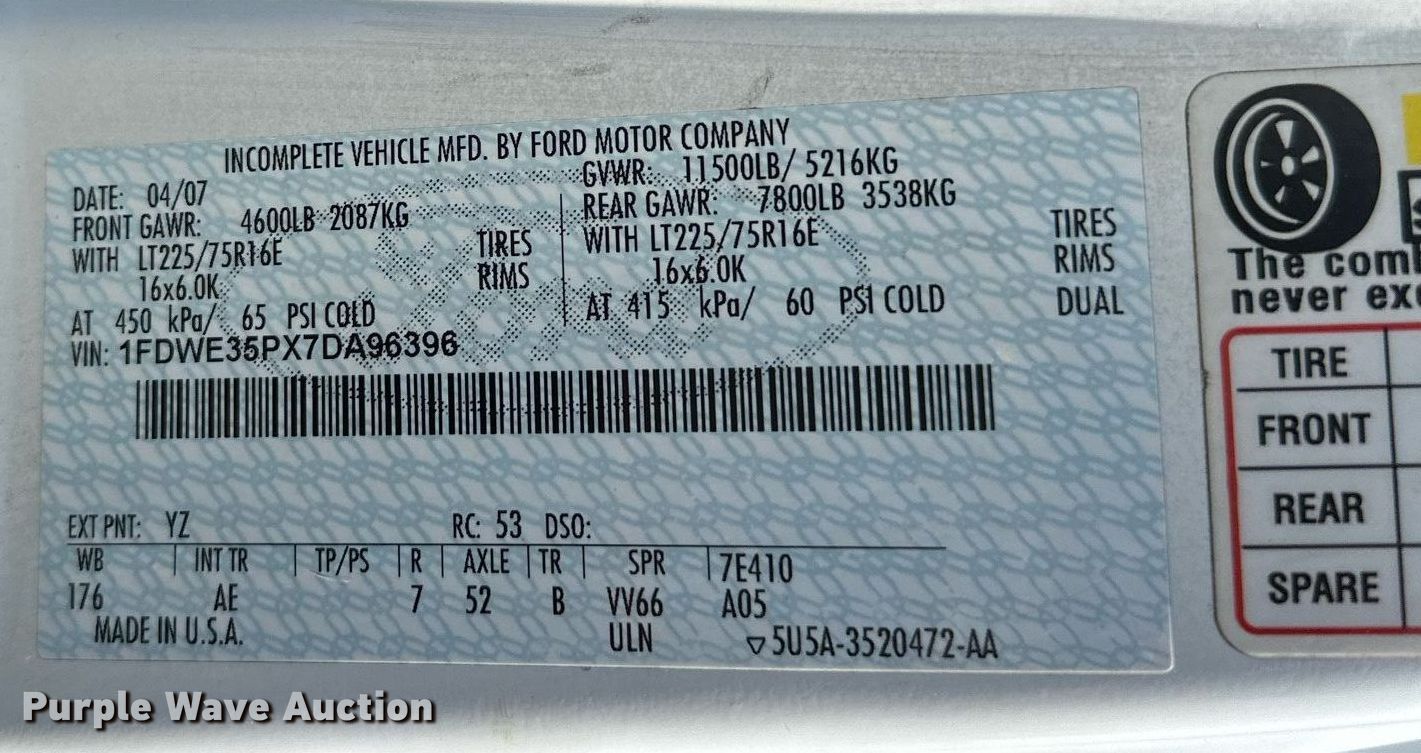 INCOMPLETE VEHICLE MFD. BY FORD MOTOR COMPANY
DATE: 04/07
GVWR: 11500LB/ 5216KG
FRONT GAWR: 4600LB 2087KG
REAR GAWR: 7800LB 3538KG
WITH LT225/75R16E TIRES
WITH LT225/75R16E TIRES
16x6.0K RIMS
16x6.0K RIMS
AT 450 kPa/ 65 PSI COLD
AT 415 kPa/ 60 PSI COLD DUAL
VIN: 1FDWE35PX7DA96396
EXT PNT: YZ RC: 53 DSO:
WB INT TR TP/PS R AXLE TR SPR 7E410
176 AE 7 52 B VV66 A05
MADE IN U.S.A. ULN ▽5U5A-3520472-AA
The com
never ex
TIRE
FRONT
REAR
SPARE
Purple Wave Auction